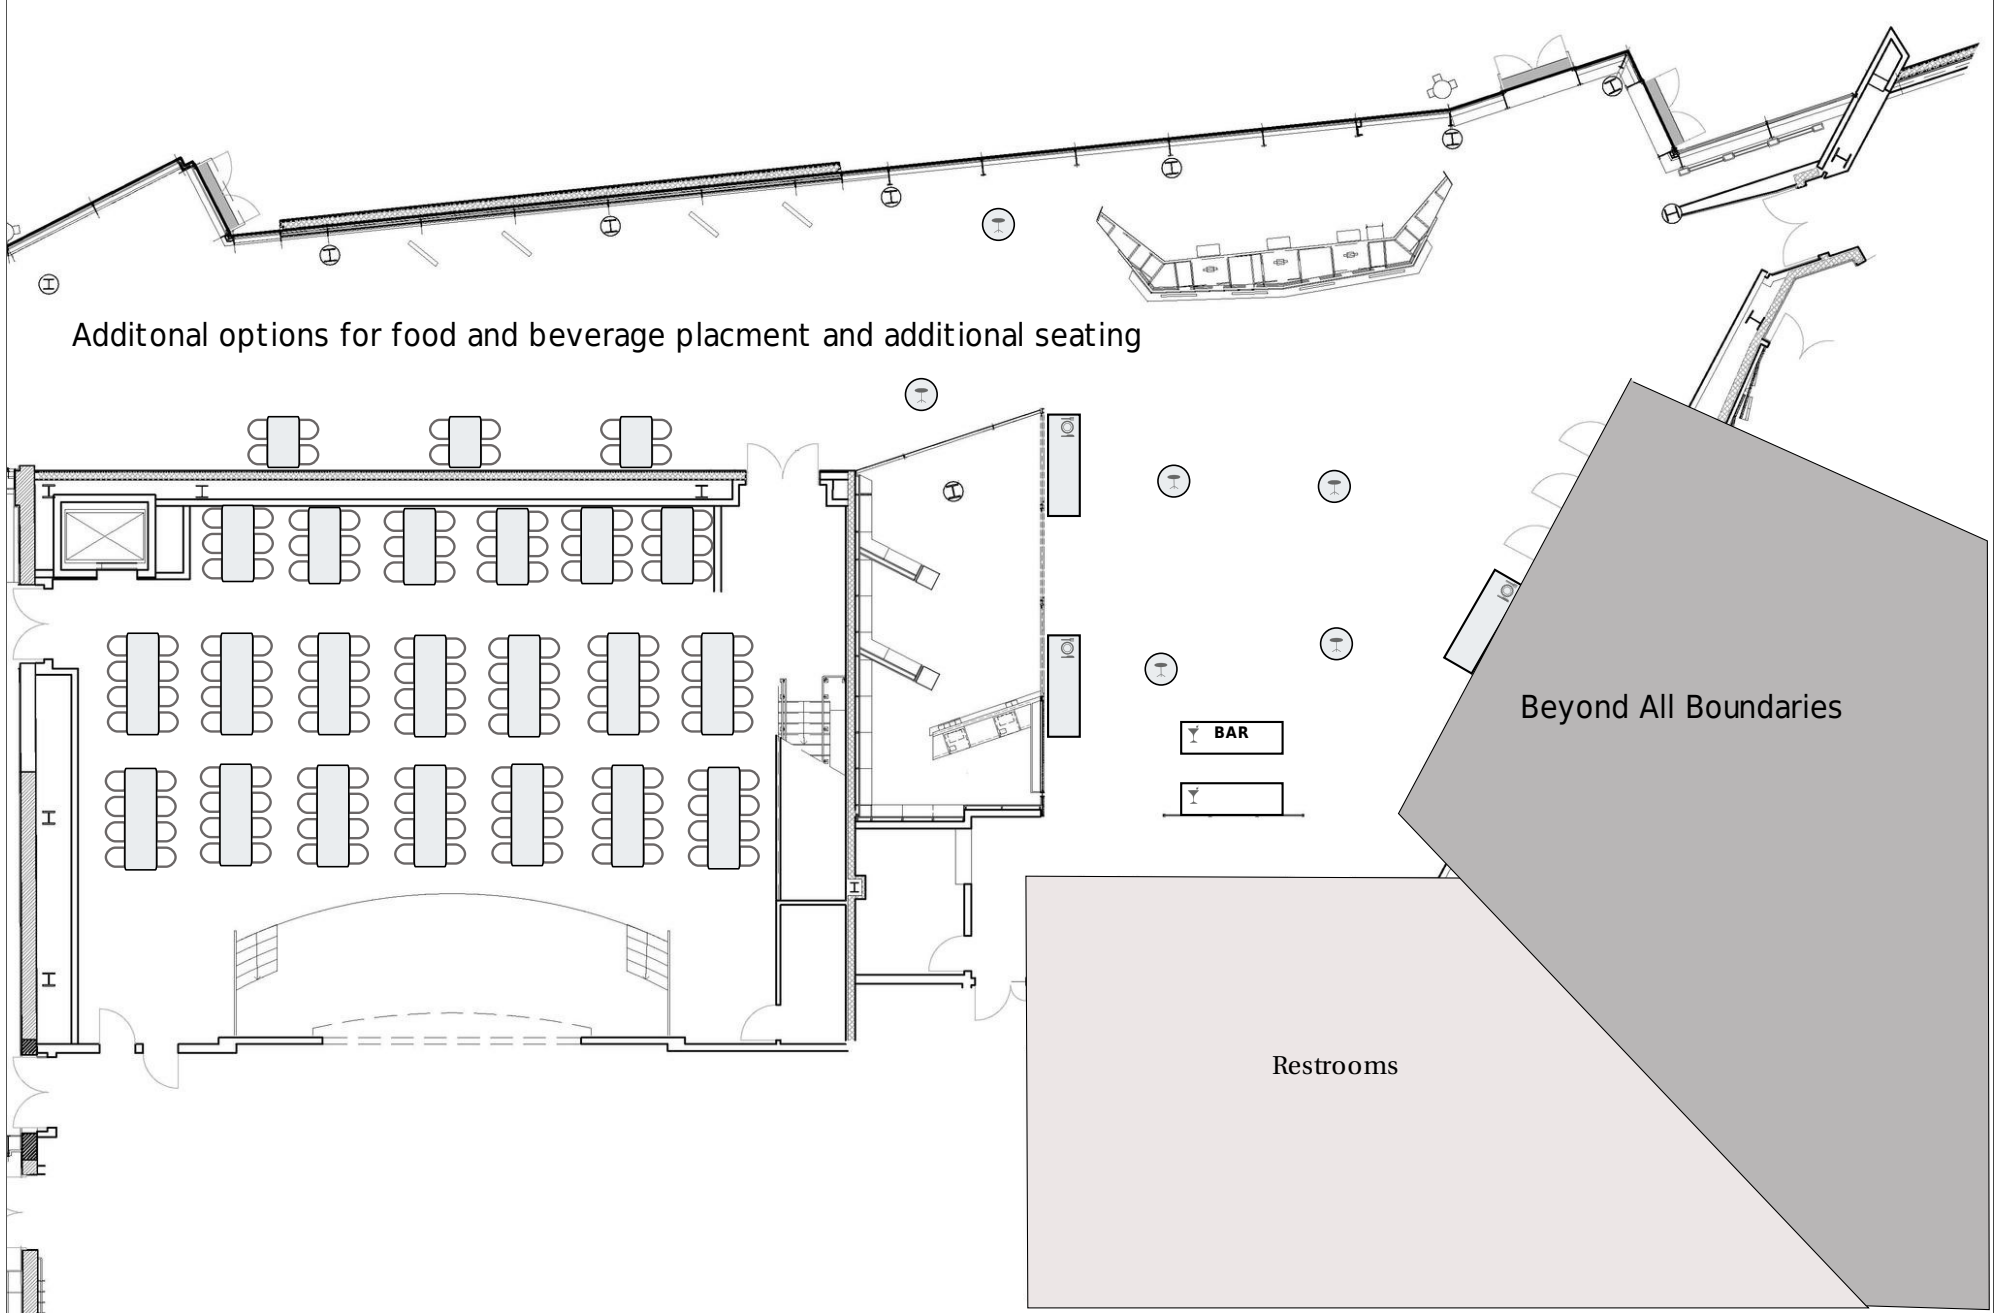 Additonal options for food and beverage placment and additional seating
Beyond All Boundaries
BAR
Restrooms